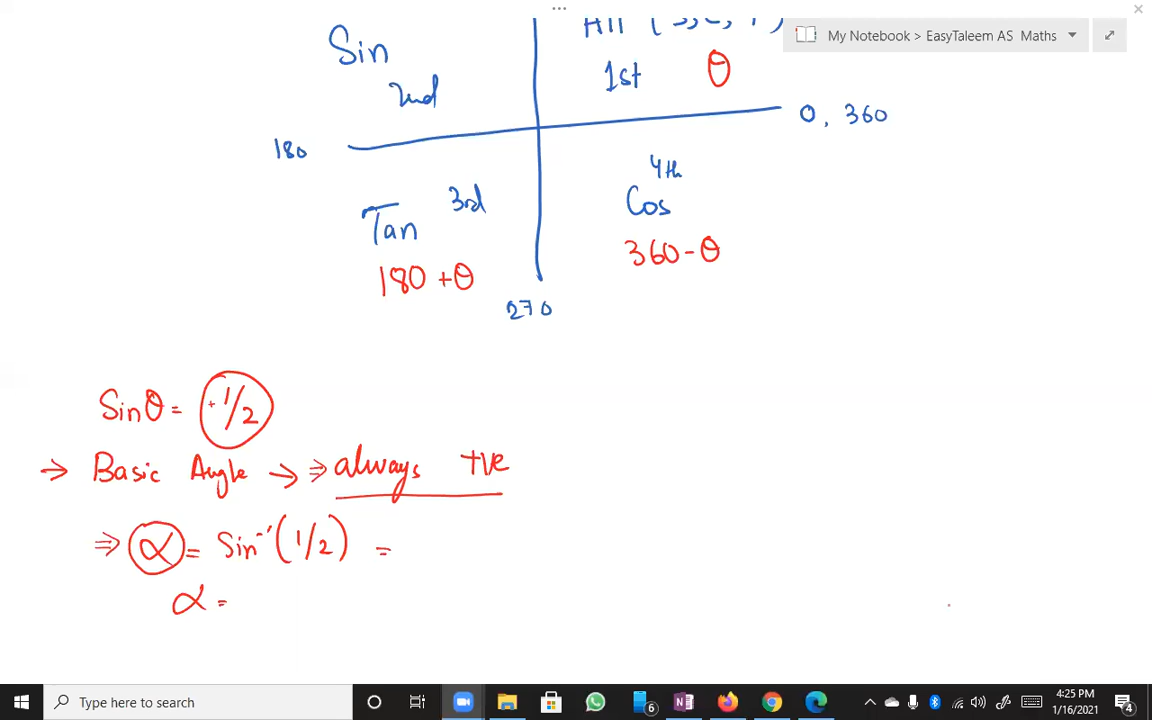 My Notebook > EasyTaleem AS Maths
Sin
2nd
1st θ
180
0, 360
Tan 3rd
180 + θ
4th
Cos
360 - θ
270
Sin θ = +1/2
→ Basic Angle → ⇒ always +ve
⇒ α = Sin⁻¹ (1/2) =
α =
Type here to search
6
4:25 PM
1/16/2021
4